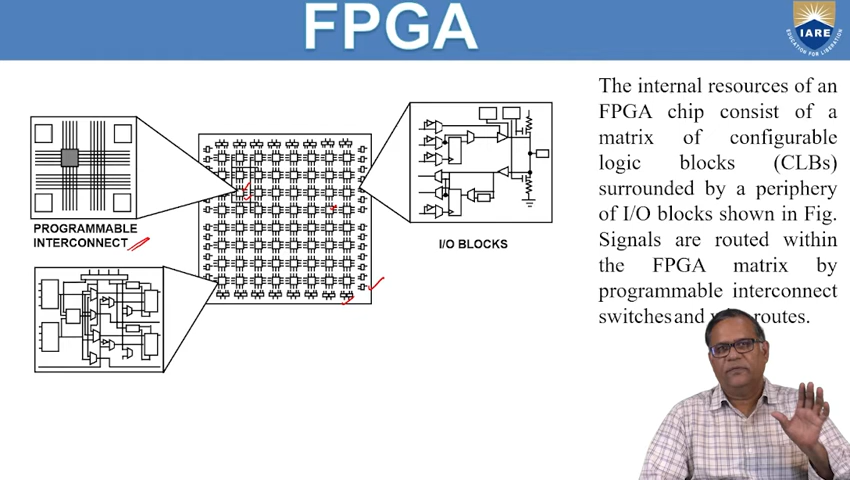 FPGA
IARE
EDUCATION FOR LIBERATION
The internal resources of an
FPGA chip consist of a
matrix of configurable
logic blocks (CLBs)
surrounded by a periphery
of I/O blocks shown in Fig.
Signals are routed within
the FPGA matrix by
programmable interconnect
switches and routes.
PROGRAMMABLE
INTERCONNECT
I/O BLOCKS